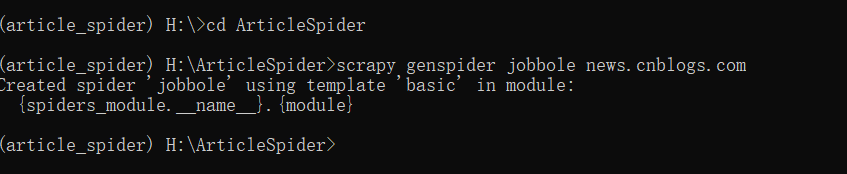 (article_spider) H:\>cd ArticleSpider
(article_spider) H:\ArticleSpider>scrapy genspider jobbole news.cnblogs.com
Created spider 'jobbole' using template 'basic' in module:
  {spiders_module.__name__}.{module}
(article_spider) H:\ArticleSpider>